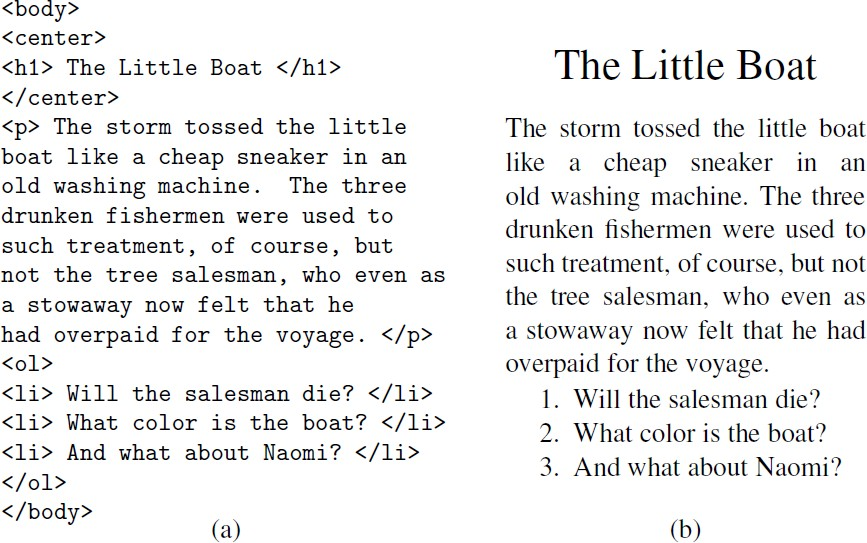 <body>
<center>
<h1> The Little Boat </h1>
</center>
<p> The storm tossed the little
boat like a cheap sneaker in an
old washing machine.  The three
drunken fishermen were used to
such treatment, of course, but
not the tree salesman, who even as
a stowaway now felt that he
had overpaid for the voyage. </p>
<ol>
<li> Will the salesman die? </li>
<li> What color is the boat? </li>
<li> And what about Naomi? </li>
</ol>
</body>
(a)
The Little Boat
The storm tossed the little boat
like a cheap sneaker in an
old washing machine. The three
drunken fishermen were used to
such treatment, of course, but not
the tree salesman, who even as
a stowaway now felt that he had
overpaid for the voyage.
1. Will the salesman die?
2. What color is the boat?
3. And what about Naomi?
(b)